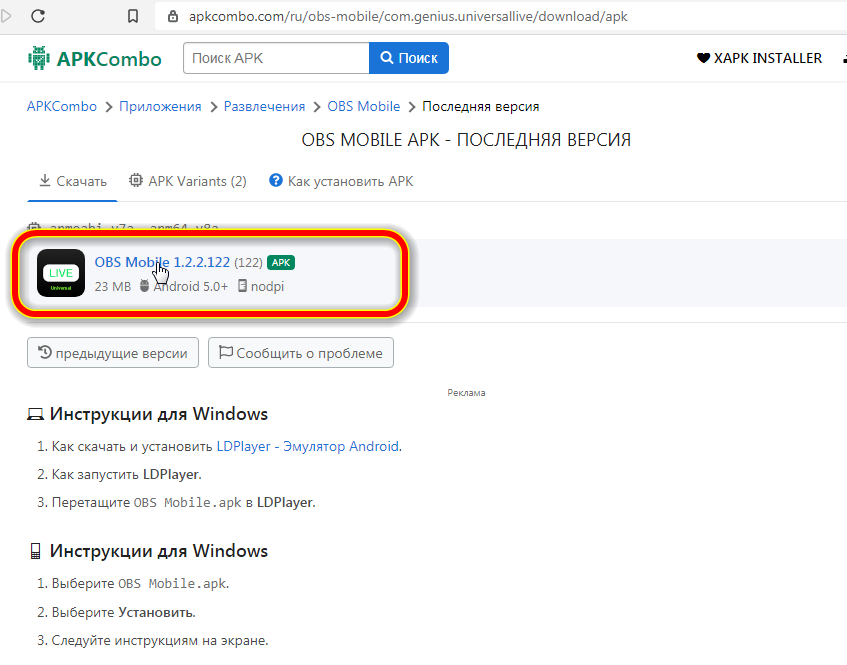 apkcombo.com/ru/obs-mobile/com.genius.universallive/download/apk
APKCombo Поиск APK Поиск XAPK INSTALLER
APKCombo > Приложения > Развлечения > OBS Mobile > Последняя версия
OBS MOBILE APK - ПОСЛЕДНЯЯ ВЕРСИЯ
Скачать APK Variants (2) ? Как установить APK
armeabi-v7a, arm64-v8a
LIVE
Universal
OBS Mobile 1.2.2.122 (122) APK
23 MB Android 5.0+ nodpi
предыдущие версии Сообщить о проблеме
Реклама
Инструкции для Windows
1. Как скачать и установить LDPlayer - Эмулятор Android.
2. Как запустить LDPlayer.
3. Перетащите OBS Mobile.apk в LDPlayer.
Инструкции для Windows
1. Выберите OBS Mobile.apk.
2. Выберите Установить.
3. Следуйте инструкциям на экране.